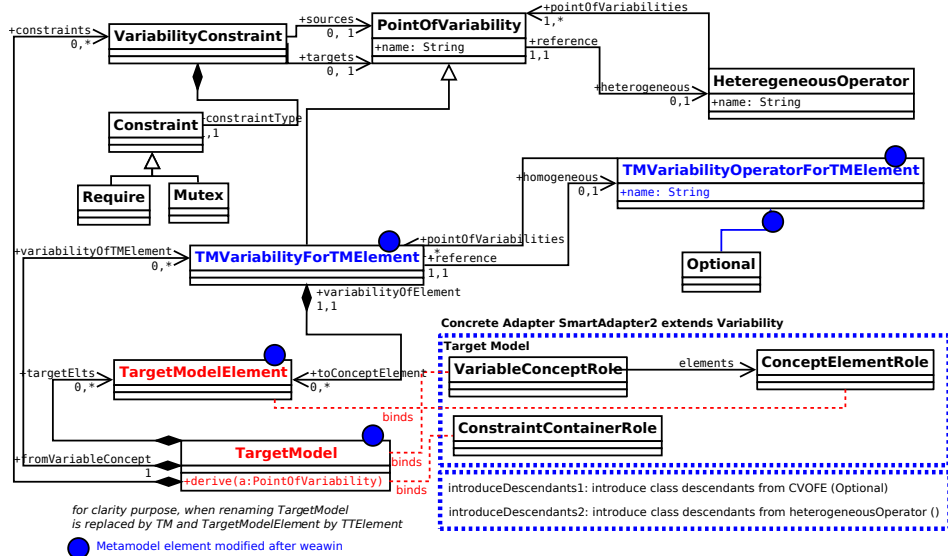 +constraints
0,*
VariabilityConstraint
+sources
0, 1
+targets
0, 1
PointOfVariability
+name: String
+pointOfVariabilities
1,*
+reference
1,1
+heterogeneous
0,1
HeteregeneousOperator
+name: String
Constraint
constraintType
1,1
Require
Mutex
+homogeneous
0,1
TMVariabilityOperatorForTMElement
+name: String
Optional
+variabilityOfTMElement
0,*
TMVariabilityForTMElement
+pointOfVariabilities
*
+reference
1,1
+variabilityOfElement
1,1
Concrete Adapter SmartAdapter2 extends Variability
Target Model
VariableConceptRole
elements
ConceptElementRole
ConstraintContainerRole
+targetElts
0,*
TargetModelElement
+toConceptElement
0,*
binds
binds
binds
+fromVariableConcept
1
TargetModel
+derive(a:PointOfVariability)
introduceDescendants1: introduce class descendants from CVOFE (Optional)
introduceDescendants2: introduce class descendants from heterogeneousOperator ()
for clarity purpose, when renaming TargetModel
is replaced by TM and TargetModelElement by TTElement
Metamodel element modified after weawin